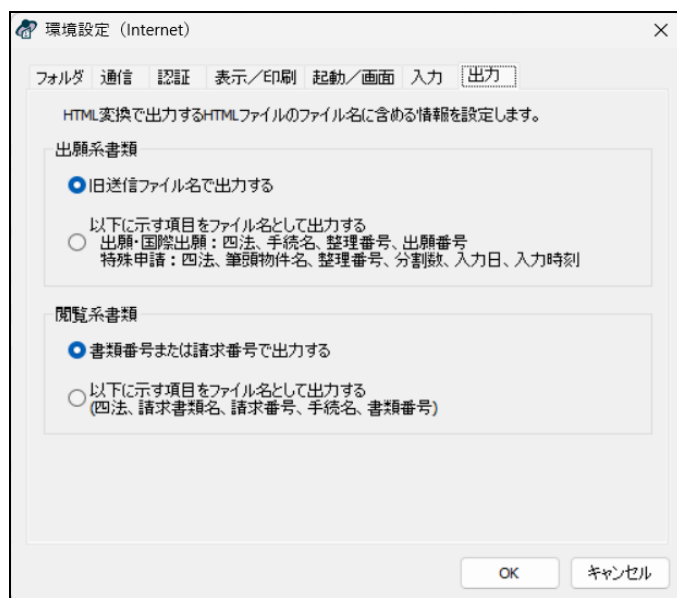 環境設定（Internet）
フォルダ 通信 認証 表示／印刷 起動／画面 入力 出力
HTML変換で出力するHTMLファイルのファイル名に含める情報を設定します。
出願系書類
旧送信ファイル名で出力する
以下に示す項目をファイル名として出力する
出願・国際出願：四法、手続名、整理番号、出願番号
特殊申請：四法、筆頭物件名、整理番号、分割数、入力日、入力時刻
閲覧系書類
書類番号または請求番号で出力する
以下に示す項目をファイル名として出力する
(四法、請求書類名、請求番号、手続名、書類番号)
OK キャンセル